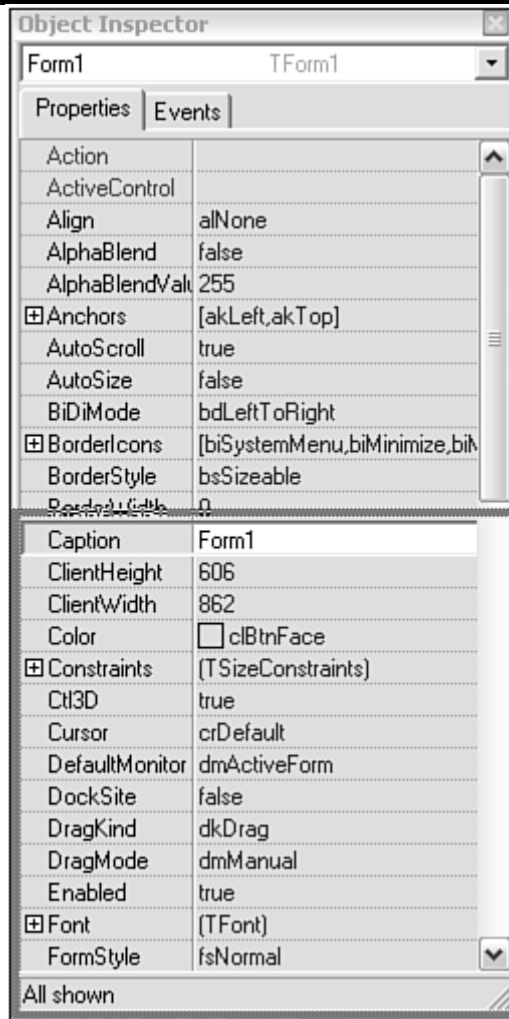 Object Inspector
Form1 TForm1
Properties Events
Action
ActiveControl
Align alNone
AlphaBlend false
AlphaBlendValu 255
Anchors [akLeft,akTop]
AutoScroll true
AutoSize false
BiDiMode bdLeftToRight
BorderIcons [biSystemMenu,biMinimize,biM
BorderStyle bsSizeable
BorderWidth 0
Caption Form1
ClientHeight 606
ClientWidth 862
Color clBtnFace
Constraints (TSizeConstraints)
Ctl3D true
Cursor crDefault
DefaultMonitor dmActiveForm
DockSite false
DragKind dkDrag
DragMode dmManual
Enabled true
Font (TFont)
FormStyle fsNormal
All shown